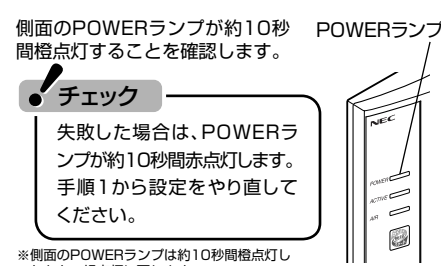 側面のPOWERランプが約10秒
間橙点灯することを確認します。
チェック
失敗した場合は、POWERラ
ンプが約10秒間赤点灯します。
手順1から設定をやり直して
ください。
※側面のPOWERランプは約10秒間橙点灯し
POWERランプ
NEC
POWER
ACTIVE
AIR